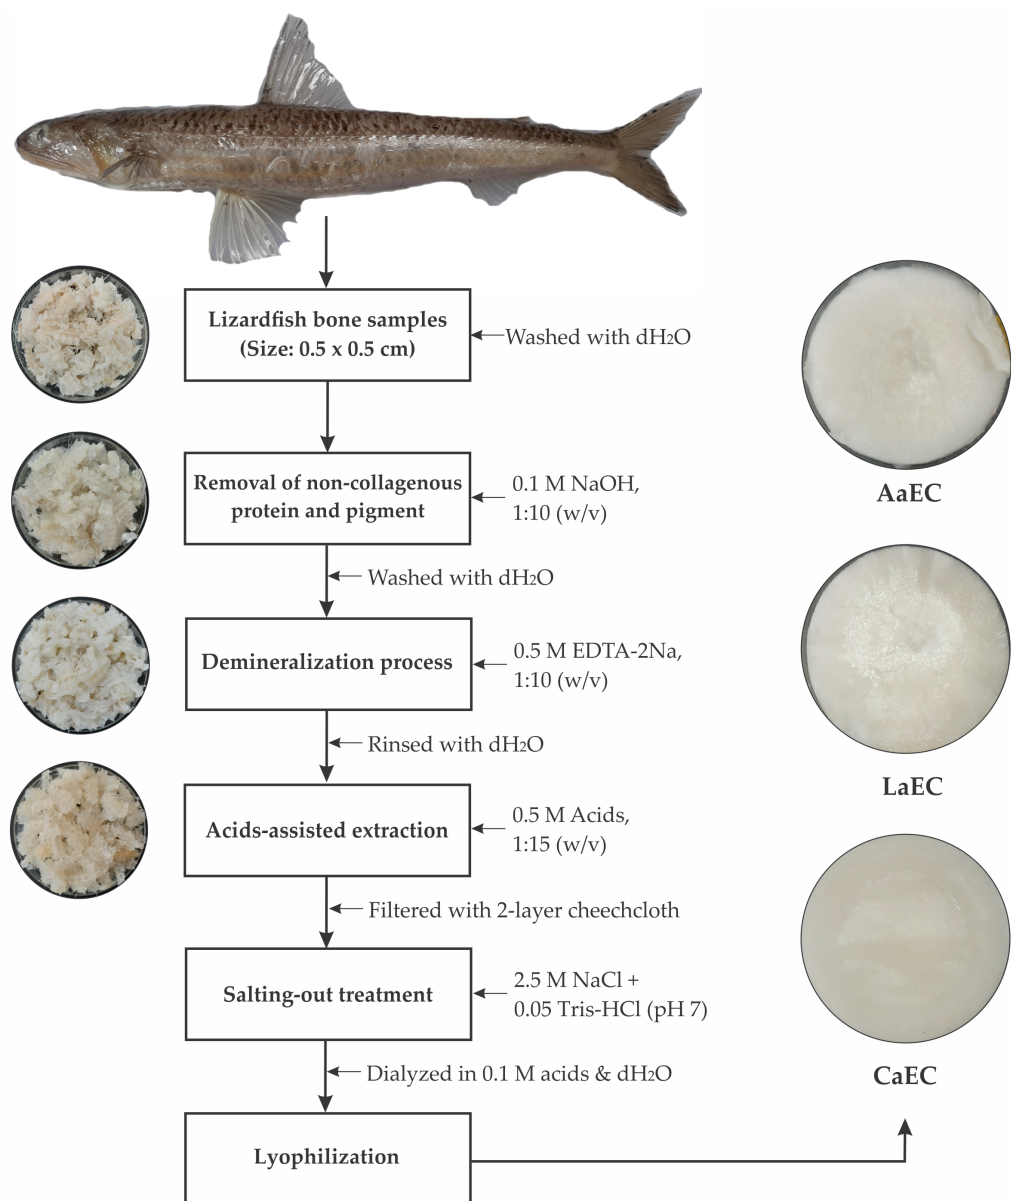 Lizardfish bone samples
(Size: 0.5 x 0.5 cm)
Washed with dH₂O
Removal of non-collagenous
protein and pigment
0.1 M NaOH,
1:10 (w/v)
Washed with dH₂O
Demineralization process
0.5 M EDTA-2Na,
1:10 (w/v)
Rinsed with dH₂O
Acids-assisted extraction
0.5 M Acids,
1:15 (w/v)
Filtered with 2-layer cheechcloth
Salting-out treatment
2.5 M NaCl +
0.05 Tris-HCl (pH 7)
Dialyzed in 0.1 M acids & dH₂O
Lyophilization
AaEC
LaEC
CaEC